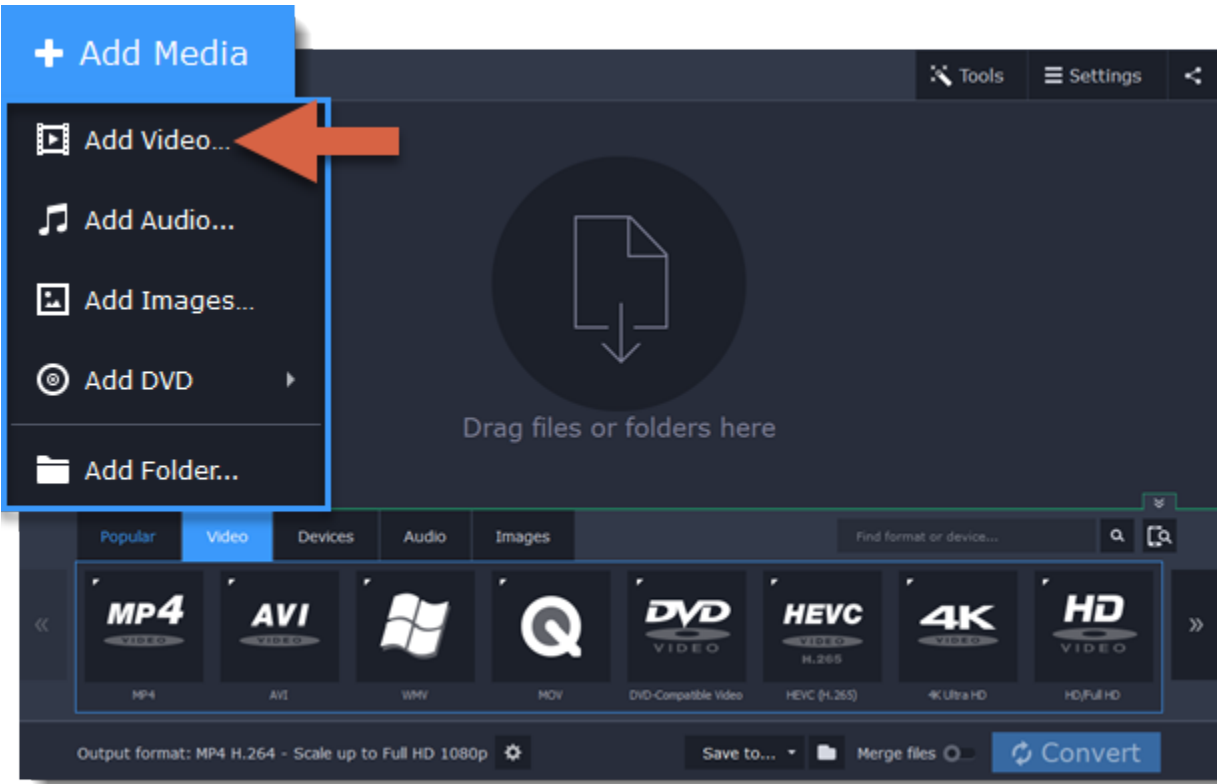 Add Media
Tools
Settings
Add Video...
Add Audio...
Add Images...
Add DVD
Add Folder...
Drag files or folders here
Popular
Video
Devices
Audio
Images
Find format or device...
MP4
VIDEO
AVI
VIDEO
DVD
VIDEO
HEVC
VIDEO
H.265
4K
VIDEO
HD
VIDEO
MP4
AVI
WMV
MOV
DVD-Compatible Video
HEVC (H.265)
4K Ultra HD
HD/Full HD
Output format: MP4 H.264 - Scale up to Full HD 1080p
Save to...
Merge files
Convert